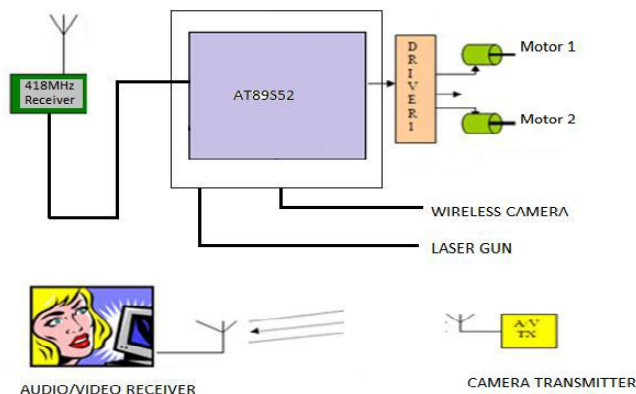 418MHz
Receiver
AT89S52
D
R
I
V
E
R
1
Motor 1
Motor 2
WIRELESS CAMERA
LASER GUN
A/V
TX
AUDIO/VIDEO RECEIVER
CAMERA TRANSMITTER